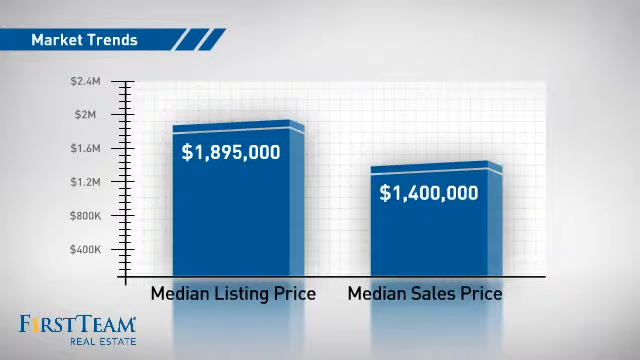 Market Trends
$2.4M
$2M
$1.6M
$1.2M
$800K
$400K
$1,895,000
$1,400,000
Median Listing Price
Median Sales Price
FIRSTTEAM®
REAL ESTATE